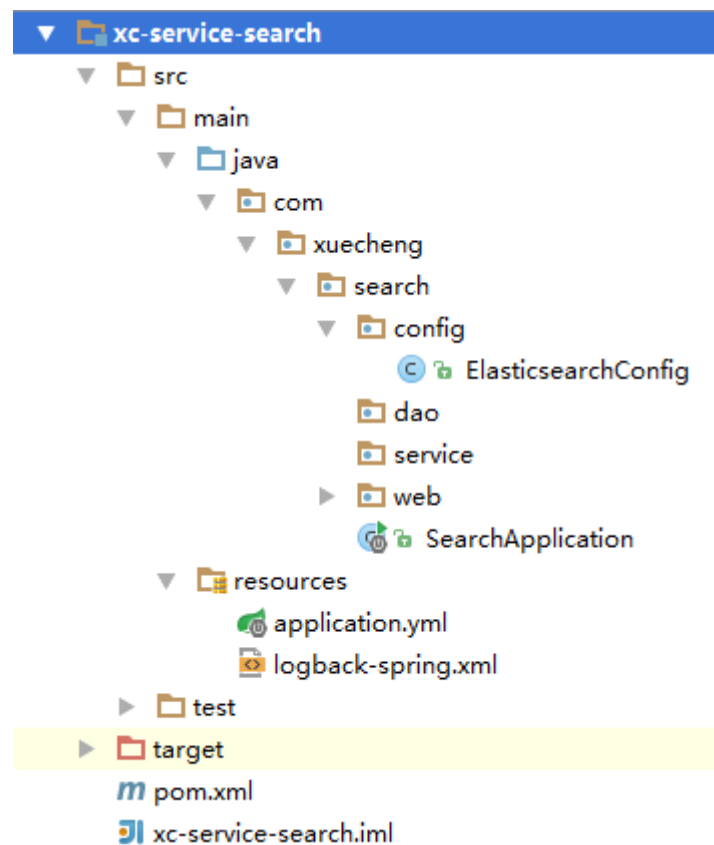 xc-service-search
src
main
java
com
xuecheng
search
config
ElasticsearchConfig
dao
service
web
SearchApplication
resources
application.yml
logback-spring.xml
test
target
pom.xml
xc-service-search.iml